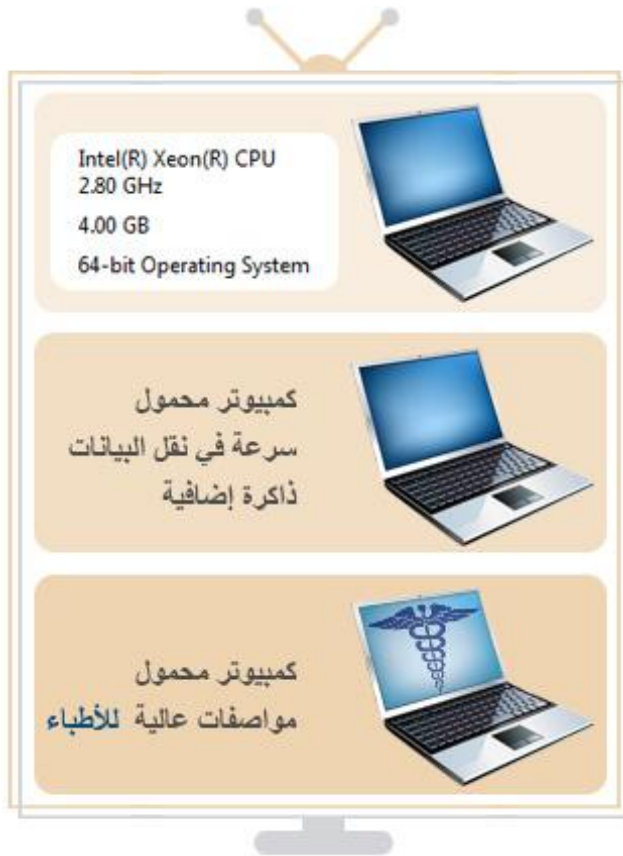 Intel(R) Xeon(R) CPU
2.80 GHz
4.00 GB
64-bit Operating System
كمبيوتر محمول
سرعة في نقل البيانات
ذاكرة إضافية
كمبيوتر محمول
مواصفات عالية للأطباء